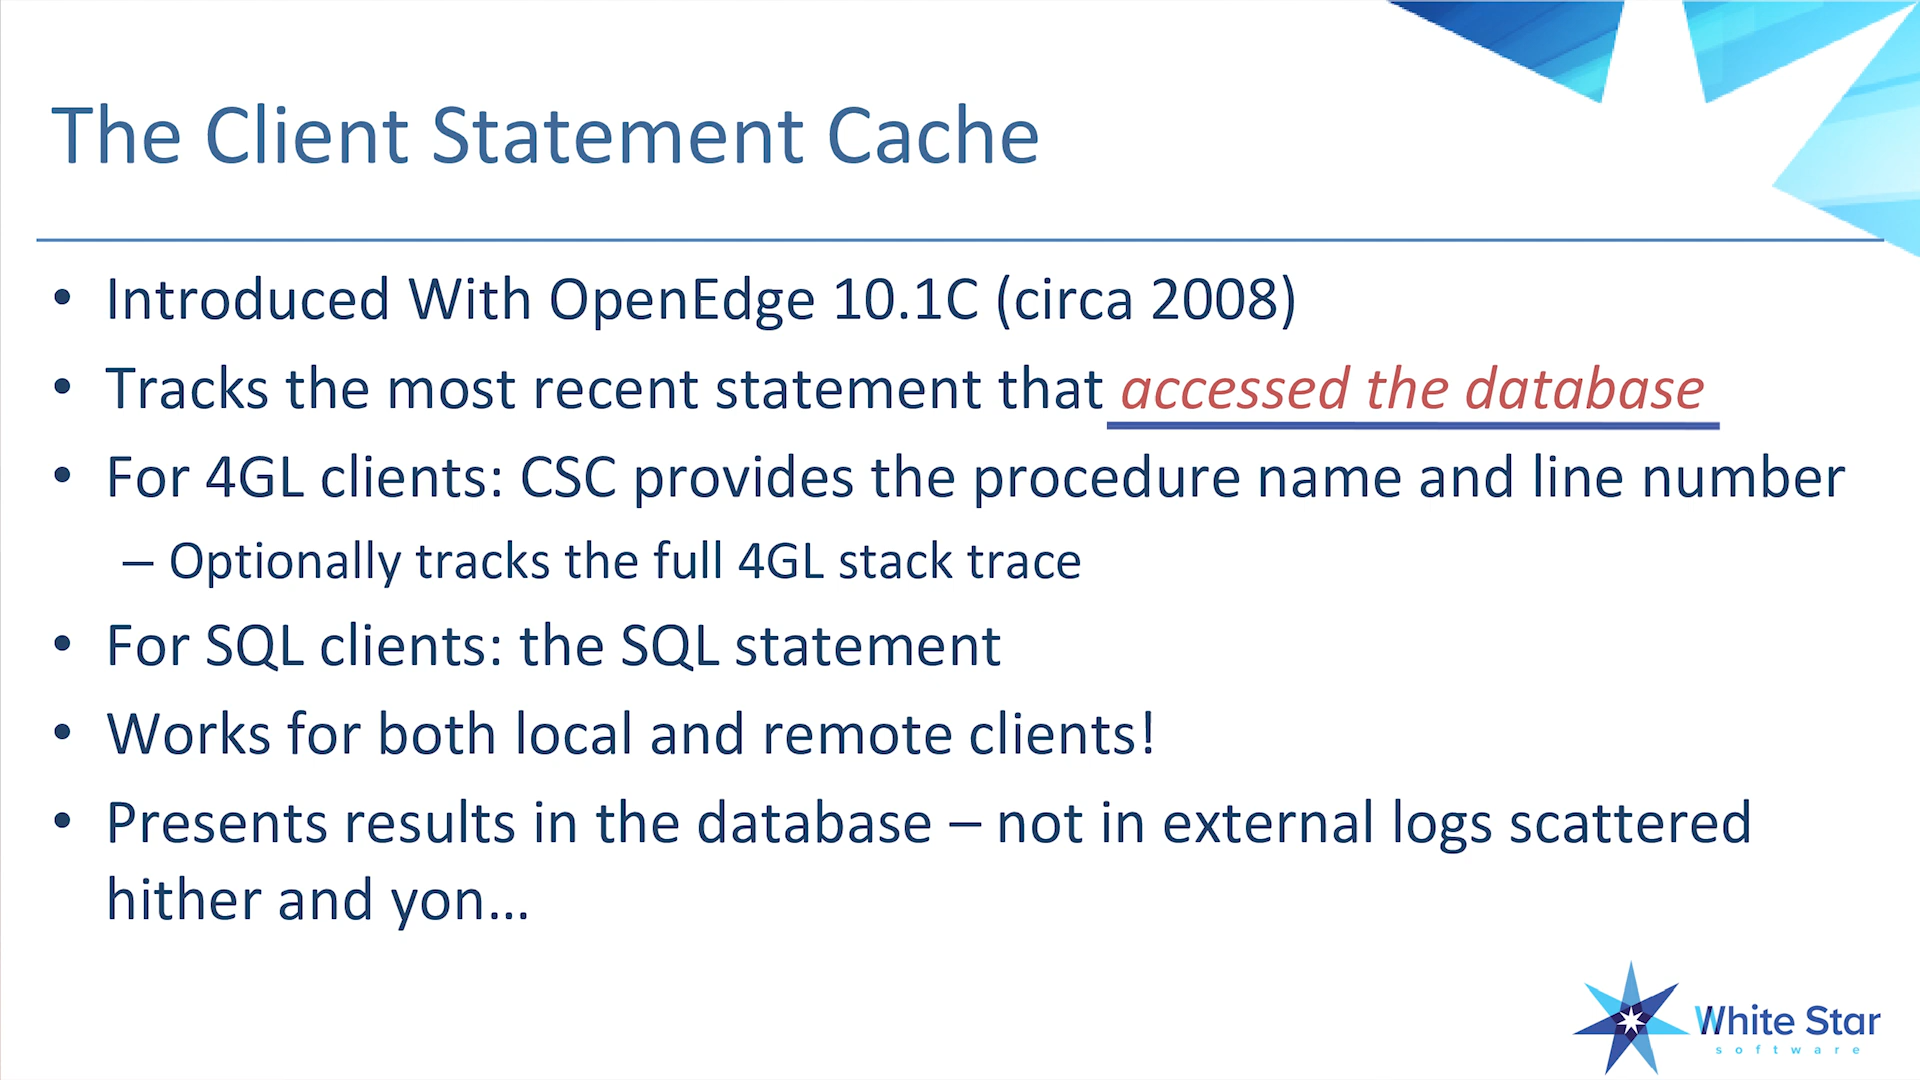 The Client Statement Cache
• Introduced With OpenEdge 10.1C (circa 2008)
• Tracks the most recent statement that accessed the database
• For 4GL clients: CSC provides the procedure name and line number
– Optionally tracks the full 4GL stack trace
• For SQL clients: the SQL statement
• Works for both local and remote clients!
• Presents results in the database – not in external logs scattered
hither and yon...
White Star
software